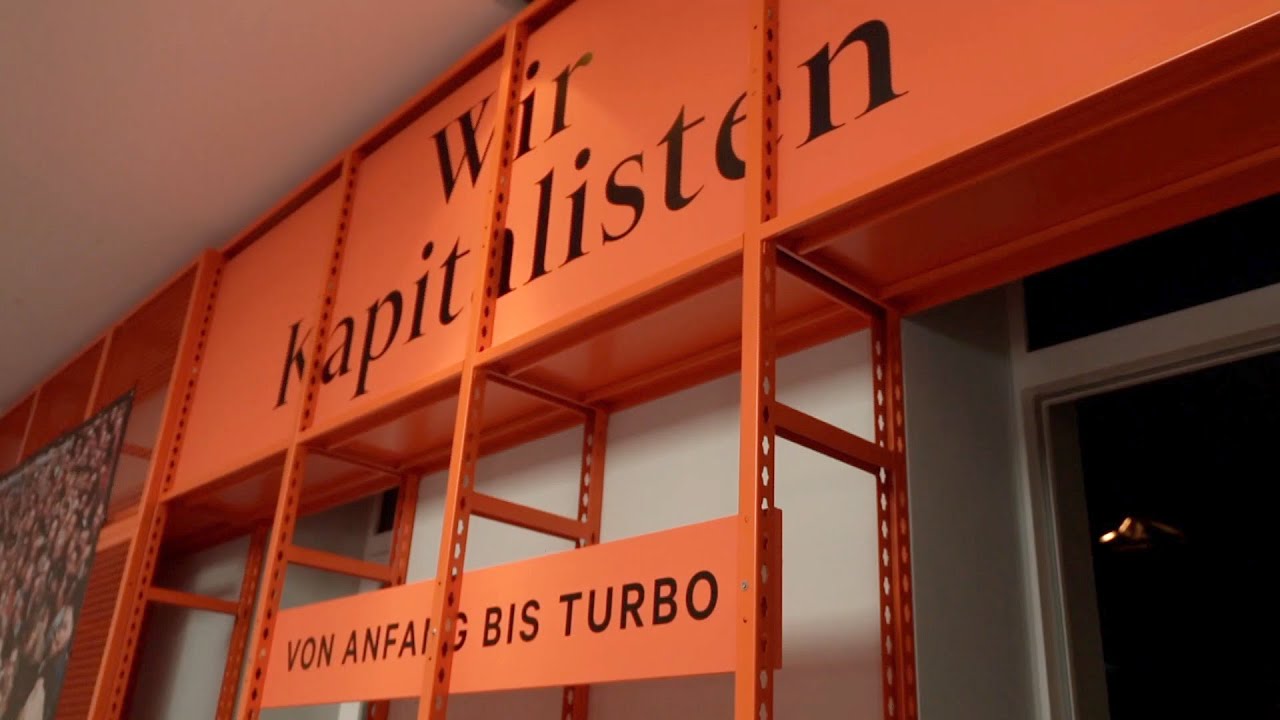 Wir
Kapitalisten
VON ANFANG BIS TURBO